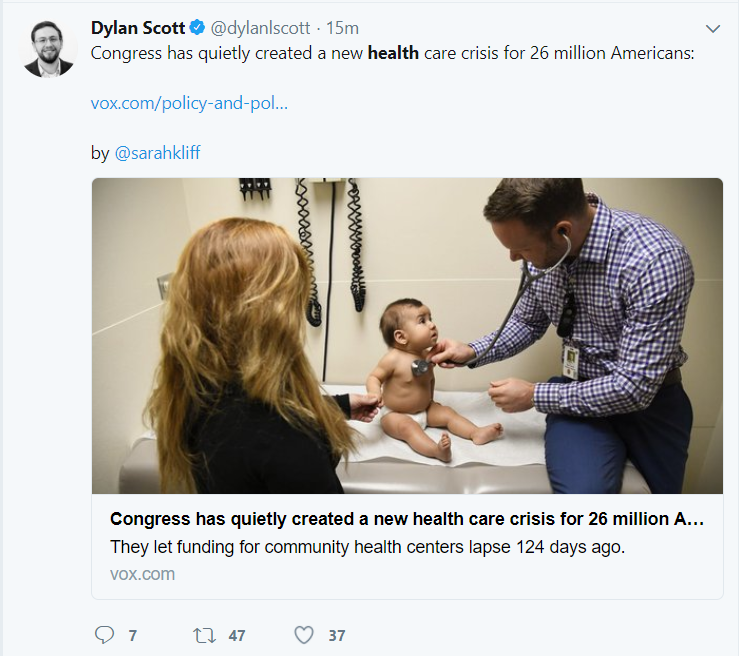 Dylan Scott @dylanlscott · 15m
Congress has quietly created a new health care crisis for 26 million Americans:
vox.com/policy-and-pol...
by @sarahkliff
Congress has quietly created a new health care crisis for 26 million A...
They let funding for community health centers lapse 124 days ago.
vox.com
7 47 37